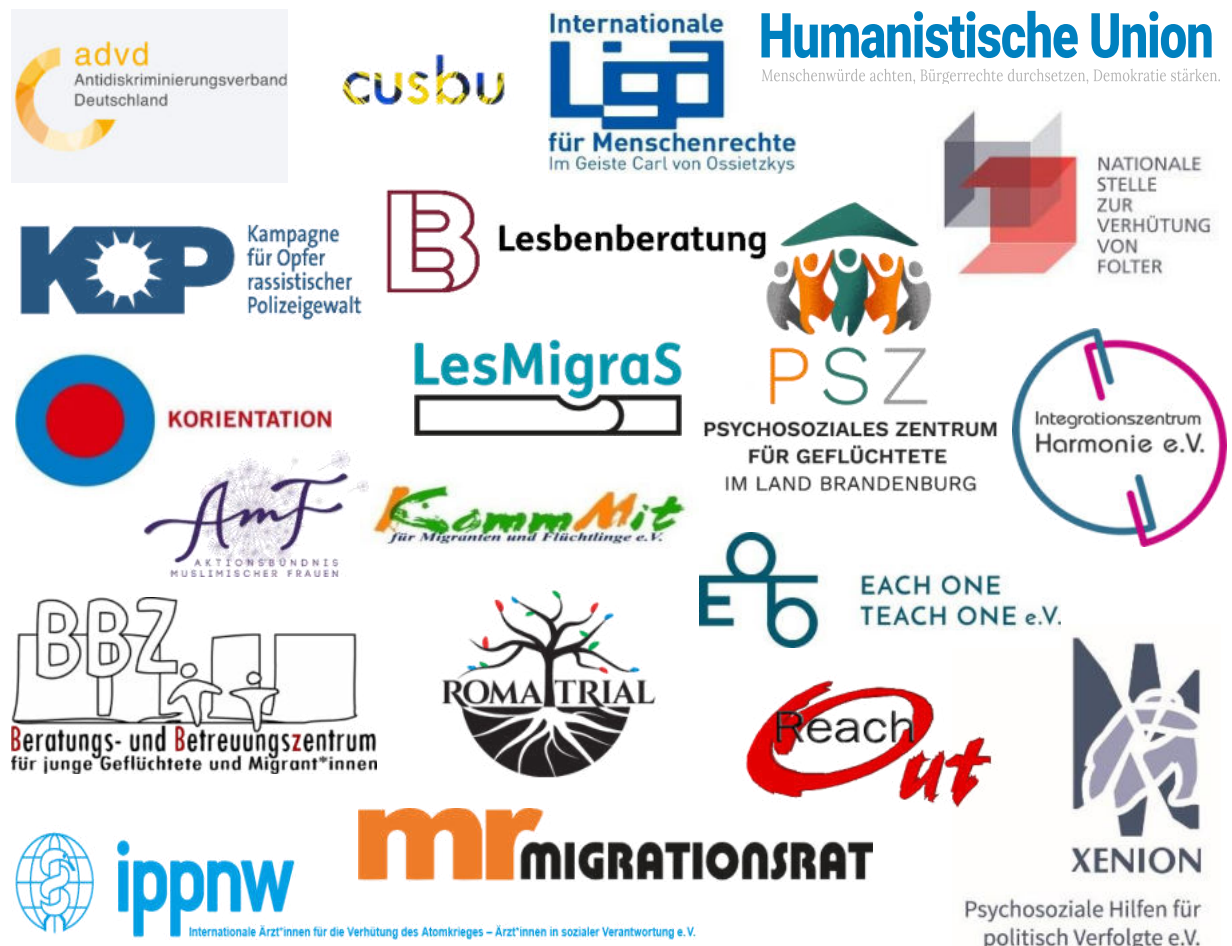 advd
Antidiskriminierungsverband
Deutschland
cusbu
Internationale
Liga
für Menschenrechte
Im Geiste Carl von Ossietzkys
Humanistische Union
Menschenwürde achten, Bürgerrechte durchsetzen, Demokratie stärken.
NATIONALE
STELLE
ZUR
VERHÜTUNG
VON
FOLTER
KOP
Kampagne
für Opfer
rassistischer
Polizeigewalt
LB
Lesbenberatung
PSZ
PSYCHOSOZIALES ZENTRUM
FÜR GEFLÜCHTETE
IM LAND BRANDENBURG
LesMigraS
KORIENTATION
Integrationszentrum
Harmonie e.V.
AmF
AKTIONSBÜNDNIS
MUSLIMISCHER FRAUEN
KommMit
für Migranten und Flüchtlinge e.V.
EOTO
EACH ONE
TEACH ONE e.V.
BBZ
Beratungs- und Betreuungszentrum
für junge Geflüchtete und Migrant*innen
ROMATRIAL
Reach
Out
XENION
Psychosoziale Hilfen für
politisch Verfolgte e.V.
mr MIGRATIONSRAT
ippnw
Internationale Ärzt*innen für die Verhütung des Atomkrieges – Ärzt*innen in sozialer Verantwortung e. V.